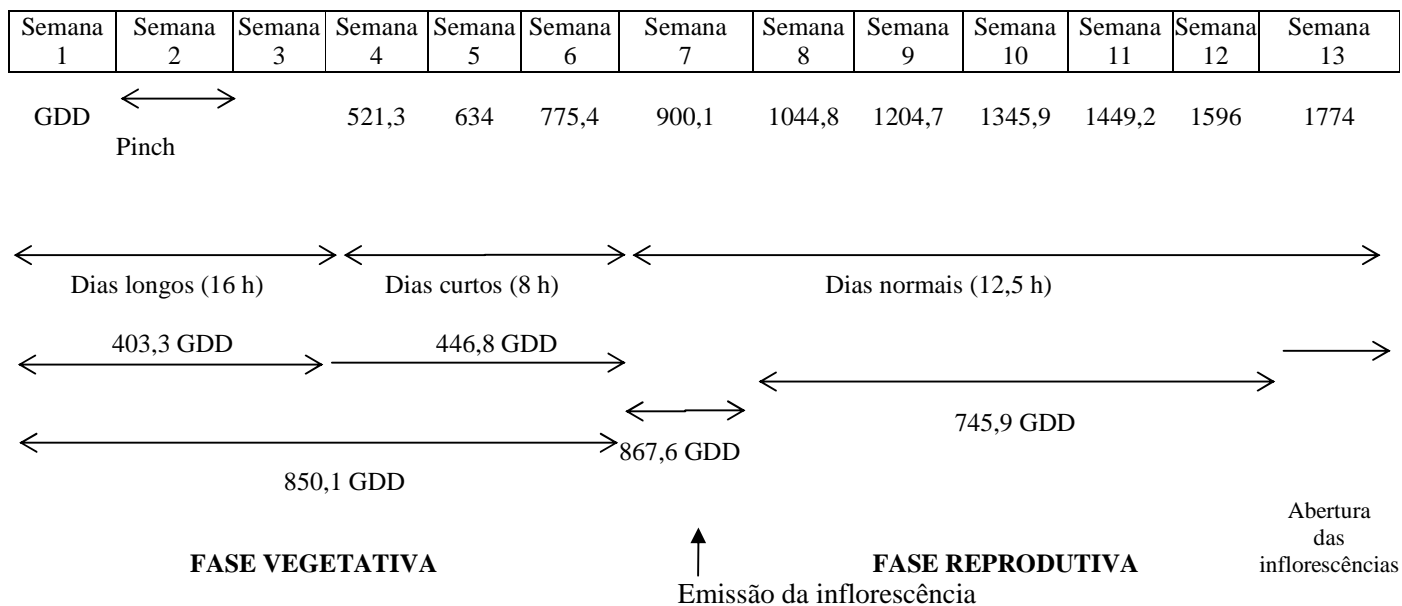 Semana Semana Semana Semana Semana Semana Semana Semana Semana Semana Semana Semana Semana
1 2 3 4 5 6 7 8 9 10 11 12 13
GDD 521,3 634 775,4 900,1 1044,8 1204,7 1345,9 1449,2 1596 1774
Pinch
Dias longos (16 h) Dias curtos (8 h) Dias normais (12,5 h)
403,3 GDD 446,8 GDD
745,9 GDD
867,6 GDD
850,1 GDD
Abertura
das
inflorescências
FASE VEGETATIVA FASE REPRODUTIVA
Emissão da inflorescência